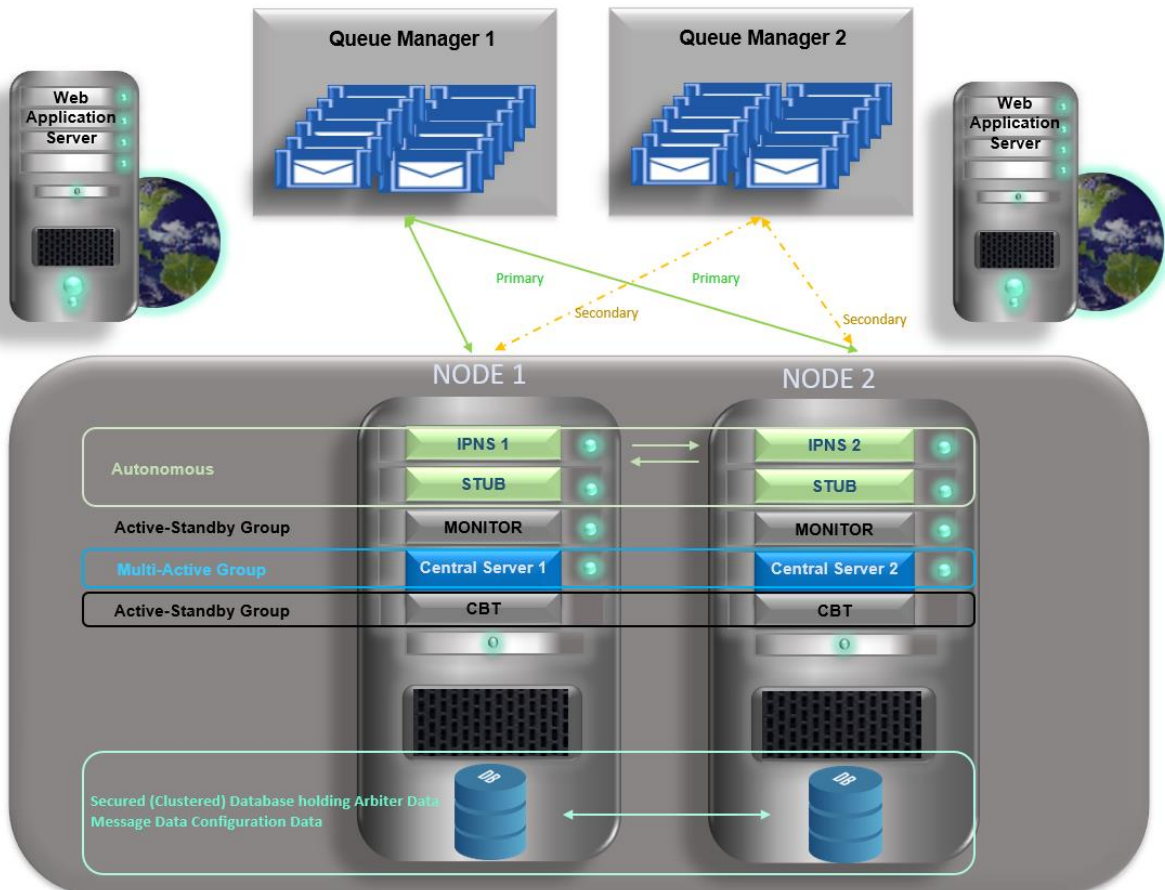 Queue Manager 1
Queue Manager 2
Web
Application
Server
Web
Application
Server
Primary
Primary
Secondary
Secondary
NODE 1
NODE 2
Autonomous
IPNS 1
IPNS 2
STUB
STUB
Active-Standby Group
MONITOR
MONITOR
Multi-Active Group
Central Server 1
Central Server 2
Active-Standby Group
CBT
CBT
DB
DB
Secured (Clustered) Database holding Arbiter Data
Message Data Configuration Data